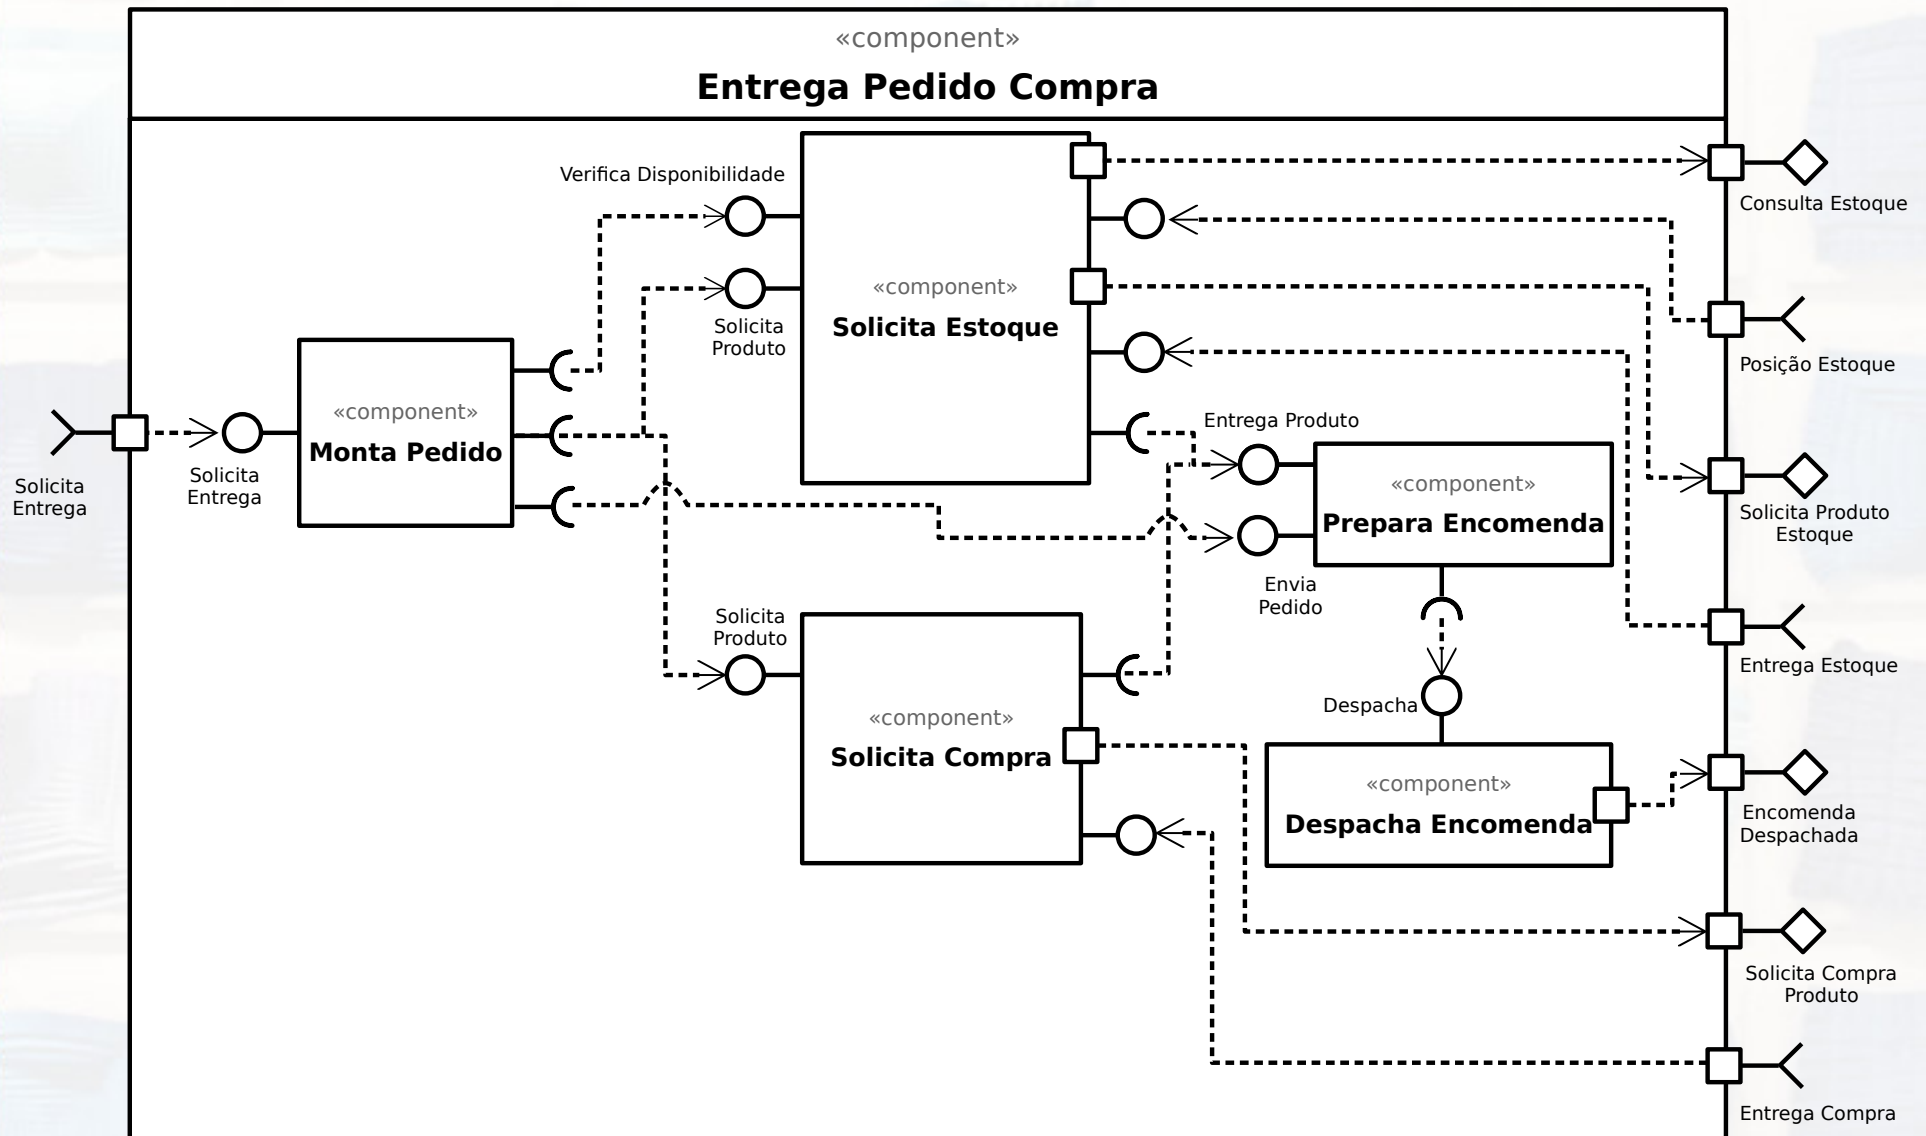 «component»
Entrega Pedido Compra
Verifica Disponibilidade
Consulta Estoque
«component»
Solicita Estoque
Solicita
Produto
Posição Estoque
«component»
Monta Pedido
Entrega Produto
Solicita
Entrega
Solicita
Entrega
«component»
Prepara Encomenda
Solicita Produto
Estoque
Envia
Pedido
Solicita
Produto
Entrega Estoque
Despacha
«component»
Solicita Compra
«component»
Despacha Encomenda
Encomenda
Despachada
Solicita Compra
Produto
Entrega Compra